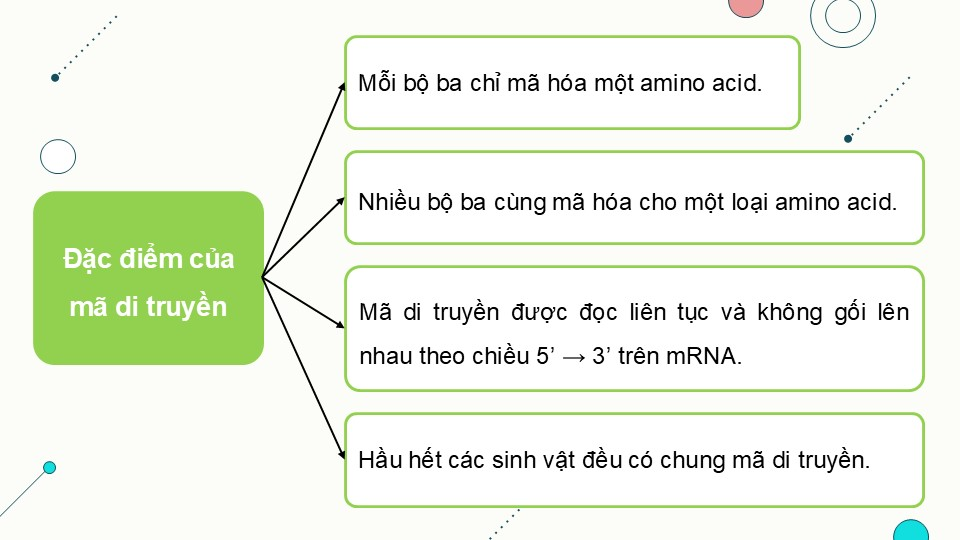 Mỗi bộ ba chỉ mã hóa một amino acid.
Nhiều bộ ba cùng mã hóa cho một loại amino acid.
Đặc điểm của
mã di truyền
Mã di truyền được đọc liên tục và không gối lên
nhau theo chiều 5’ → 3’ trên mRNA.
Hầu hết các sinh vật đều có chung mã di truyền.